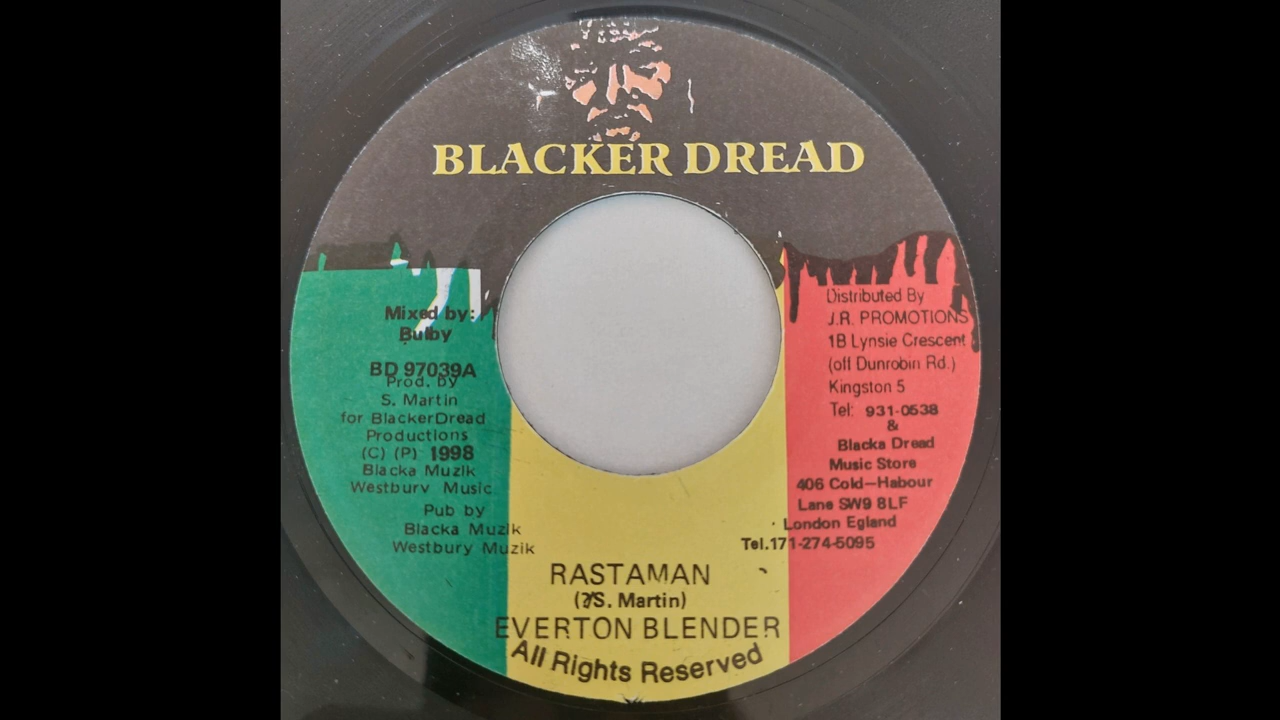 BLACKER DREAD
Mixed by:
Bulby
BD 97039A
Prod. by
S. Martin
for BlackerDread
Productions
(C) (P) 1998
Blacka Muzik
Westbury Music
Pub by
Blacka Muzik
Westbury Muzik
Distributed By
J.R. PROMOTIONS
1B Lynsie Crescent
(off Dunrobin Rd.)
Kingston 5
Tel: 931-0538
&
Blacka Dread
Music Store
406 Cold-Habour
Lane SW9 8LF
London Egland
Tel.171-274-5095
RASTAMAN
(?/S. Martin)
EVERTON BLENDER
All Rights Reserved